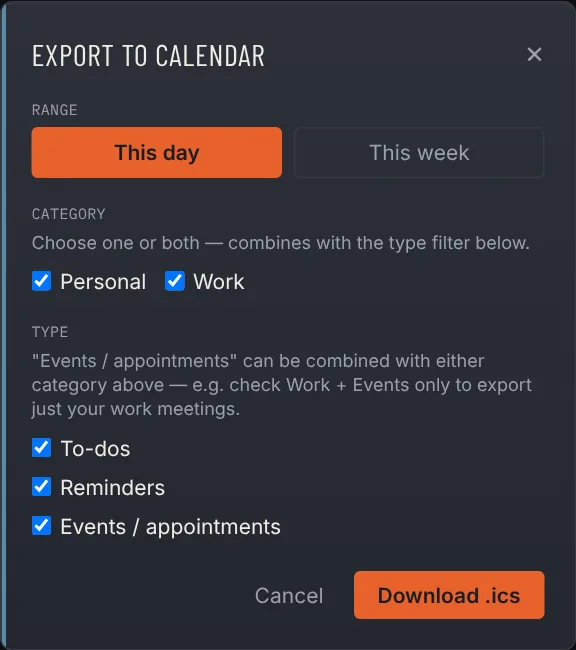 EXPORT TO CALENDAR
RANGE
This day
This week
CATEGORY
Choose one or both — combines with the type filter below.
Personal
Work
TYPE
"Events / appointments" can be combined with either
category above — e.g. check Work + Events only to export
just your work meetings.
To-dos
Reminders
Events / appointments
Cancel
Download .ics